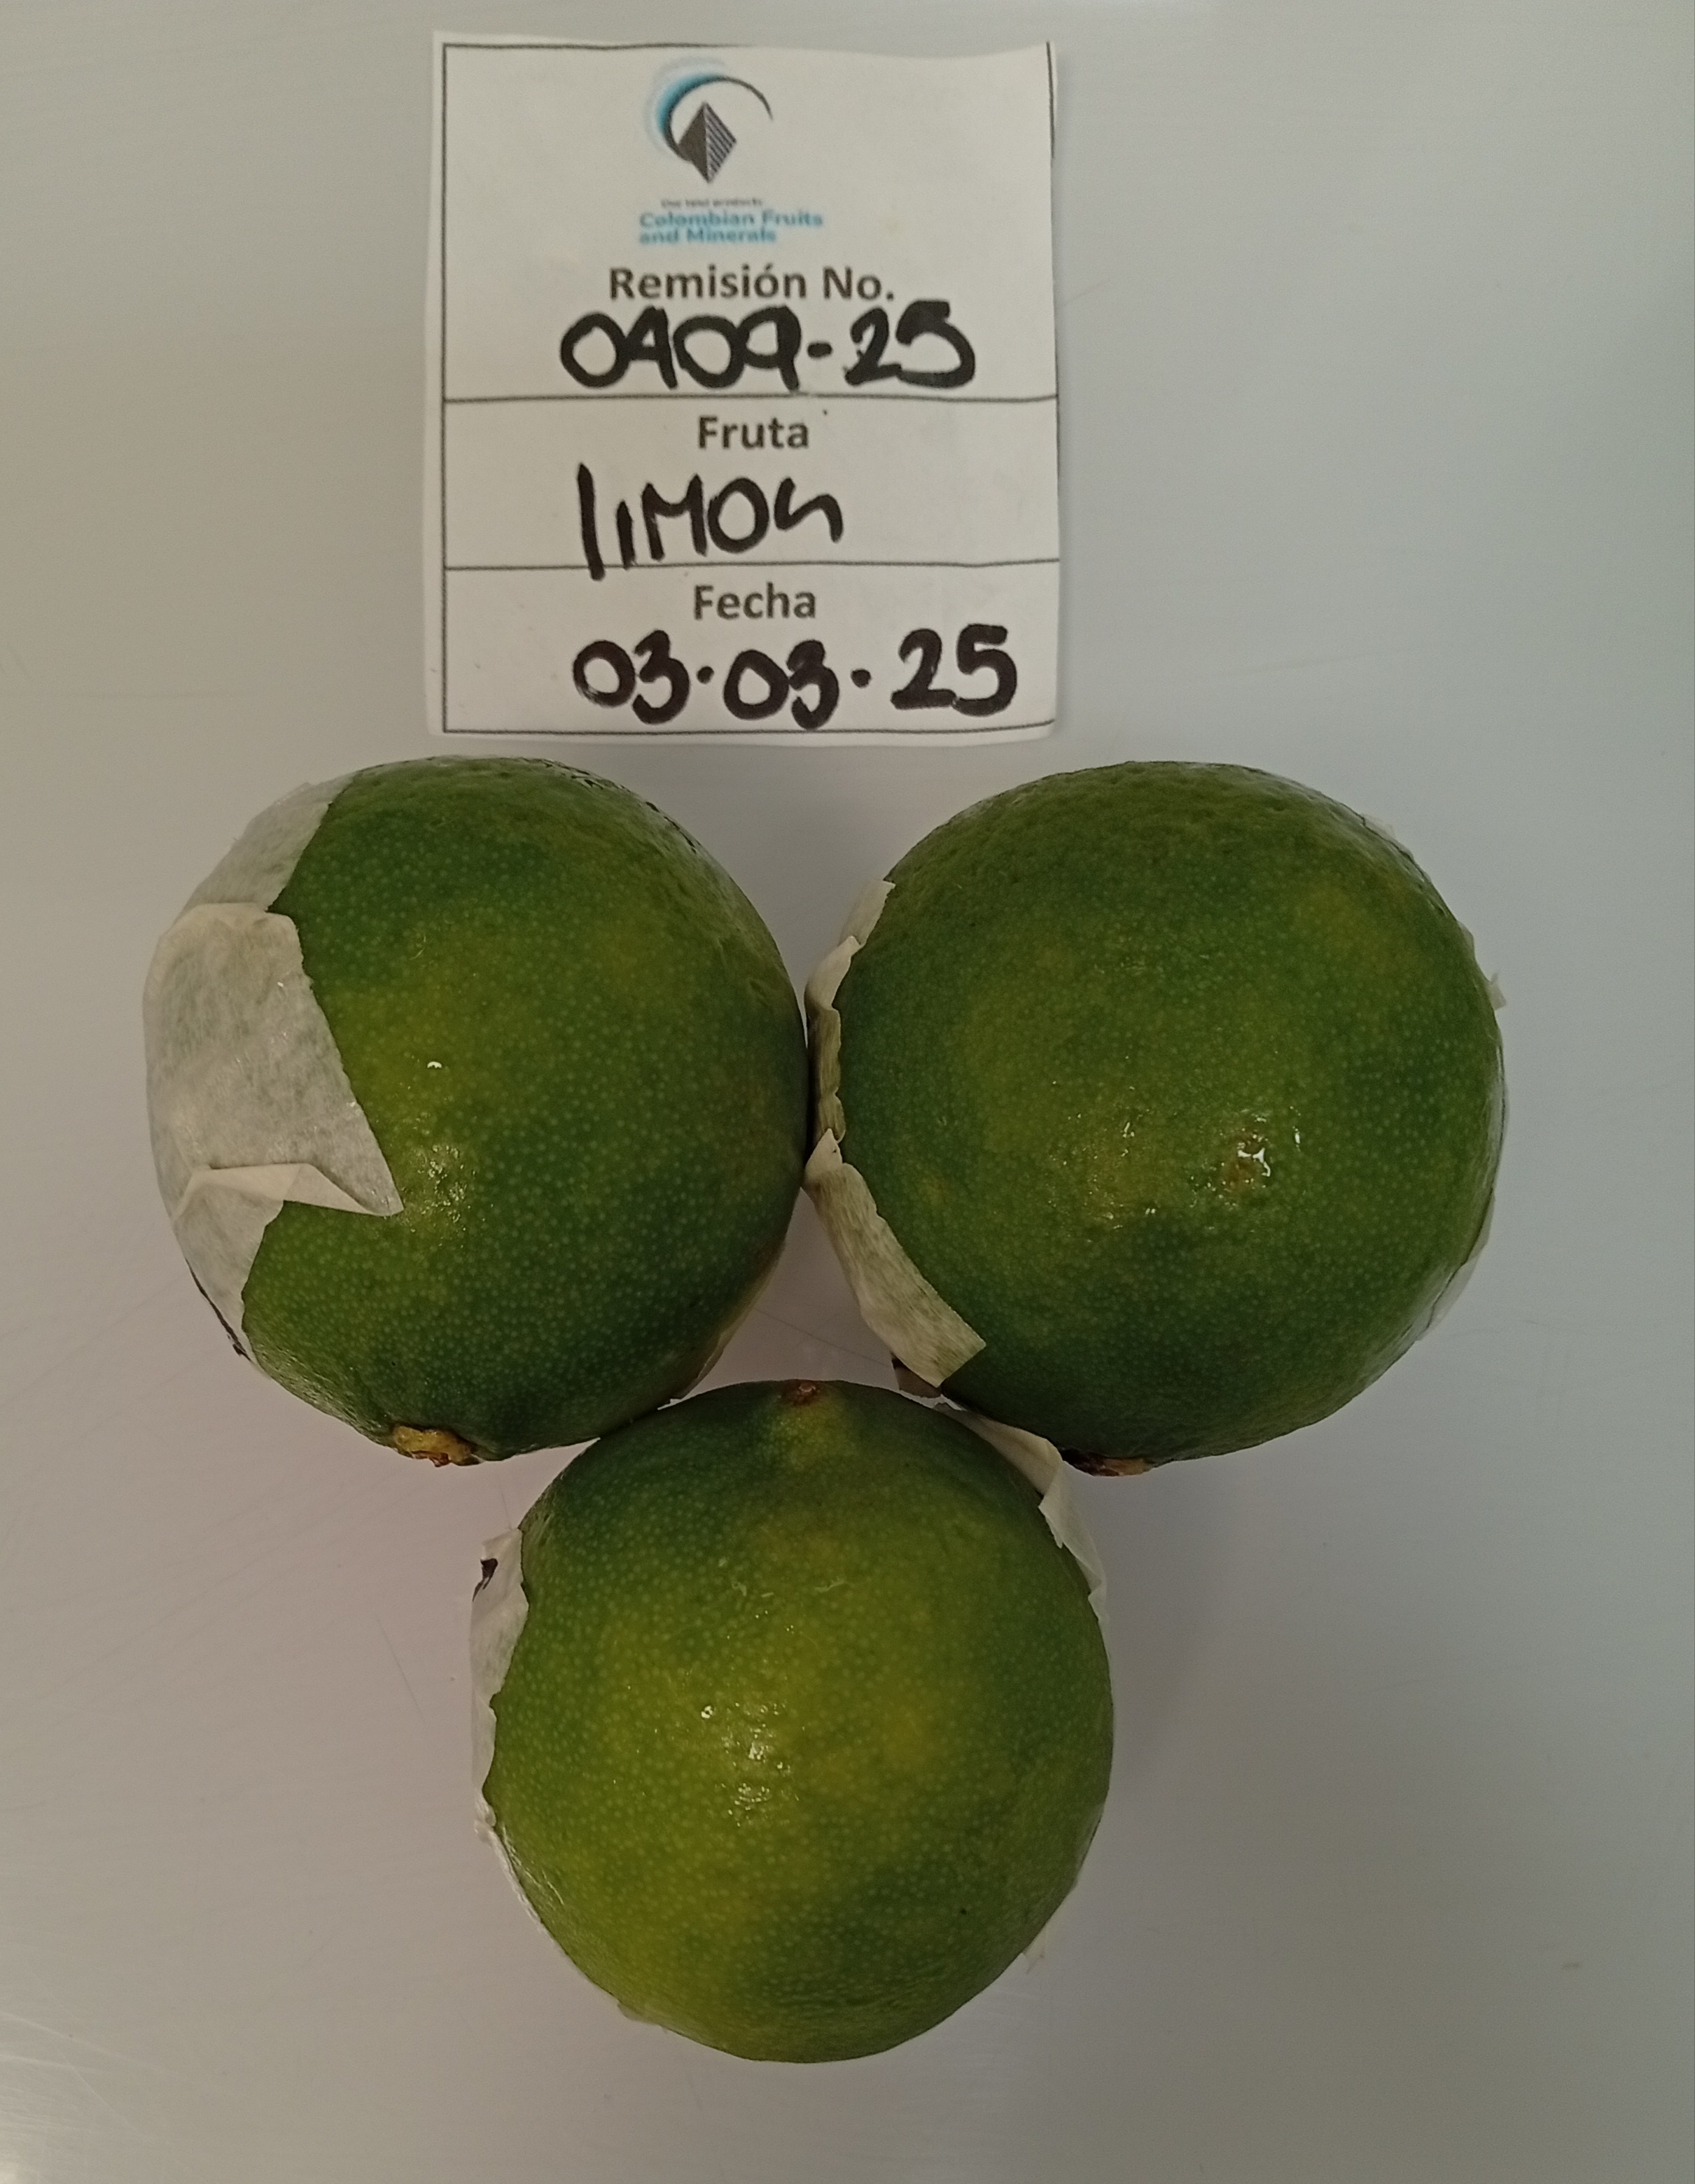 Colombian Fruits
and Minerals
Remisión No.
0409-25
Fruta
limon
Fecha
03.03.25